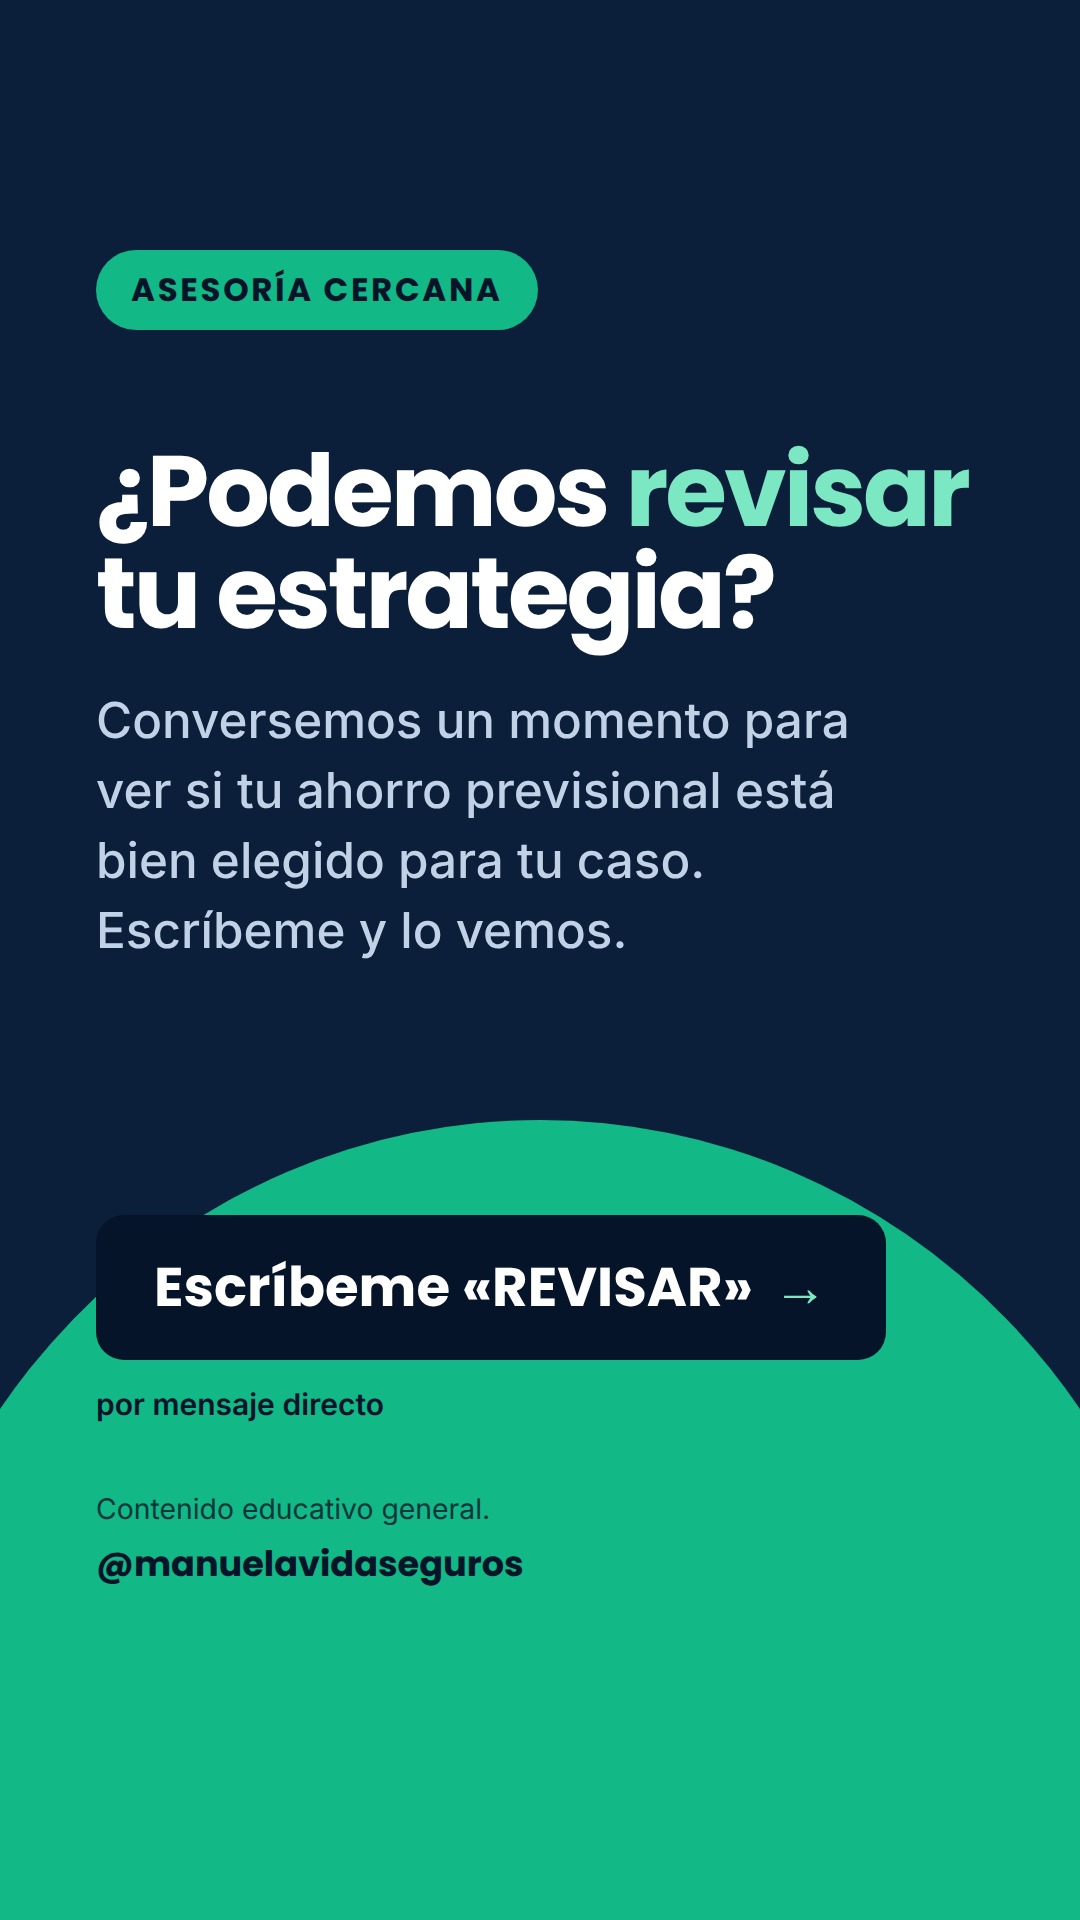 ASESORÍA CERCANA
¿Podemos revisar
tu estrategia?
Conversemos un momento para
ver si tu ahorro previsional está
bien elegido para tu caso.
Escríbeme y lo vemos.
Escríbeme «REVISAR» →
por mensaje directo
Contenido educativo general.
@manuelavidaseguros